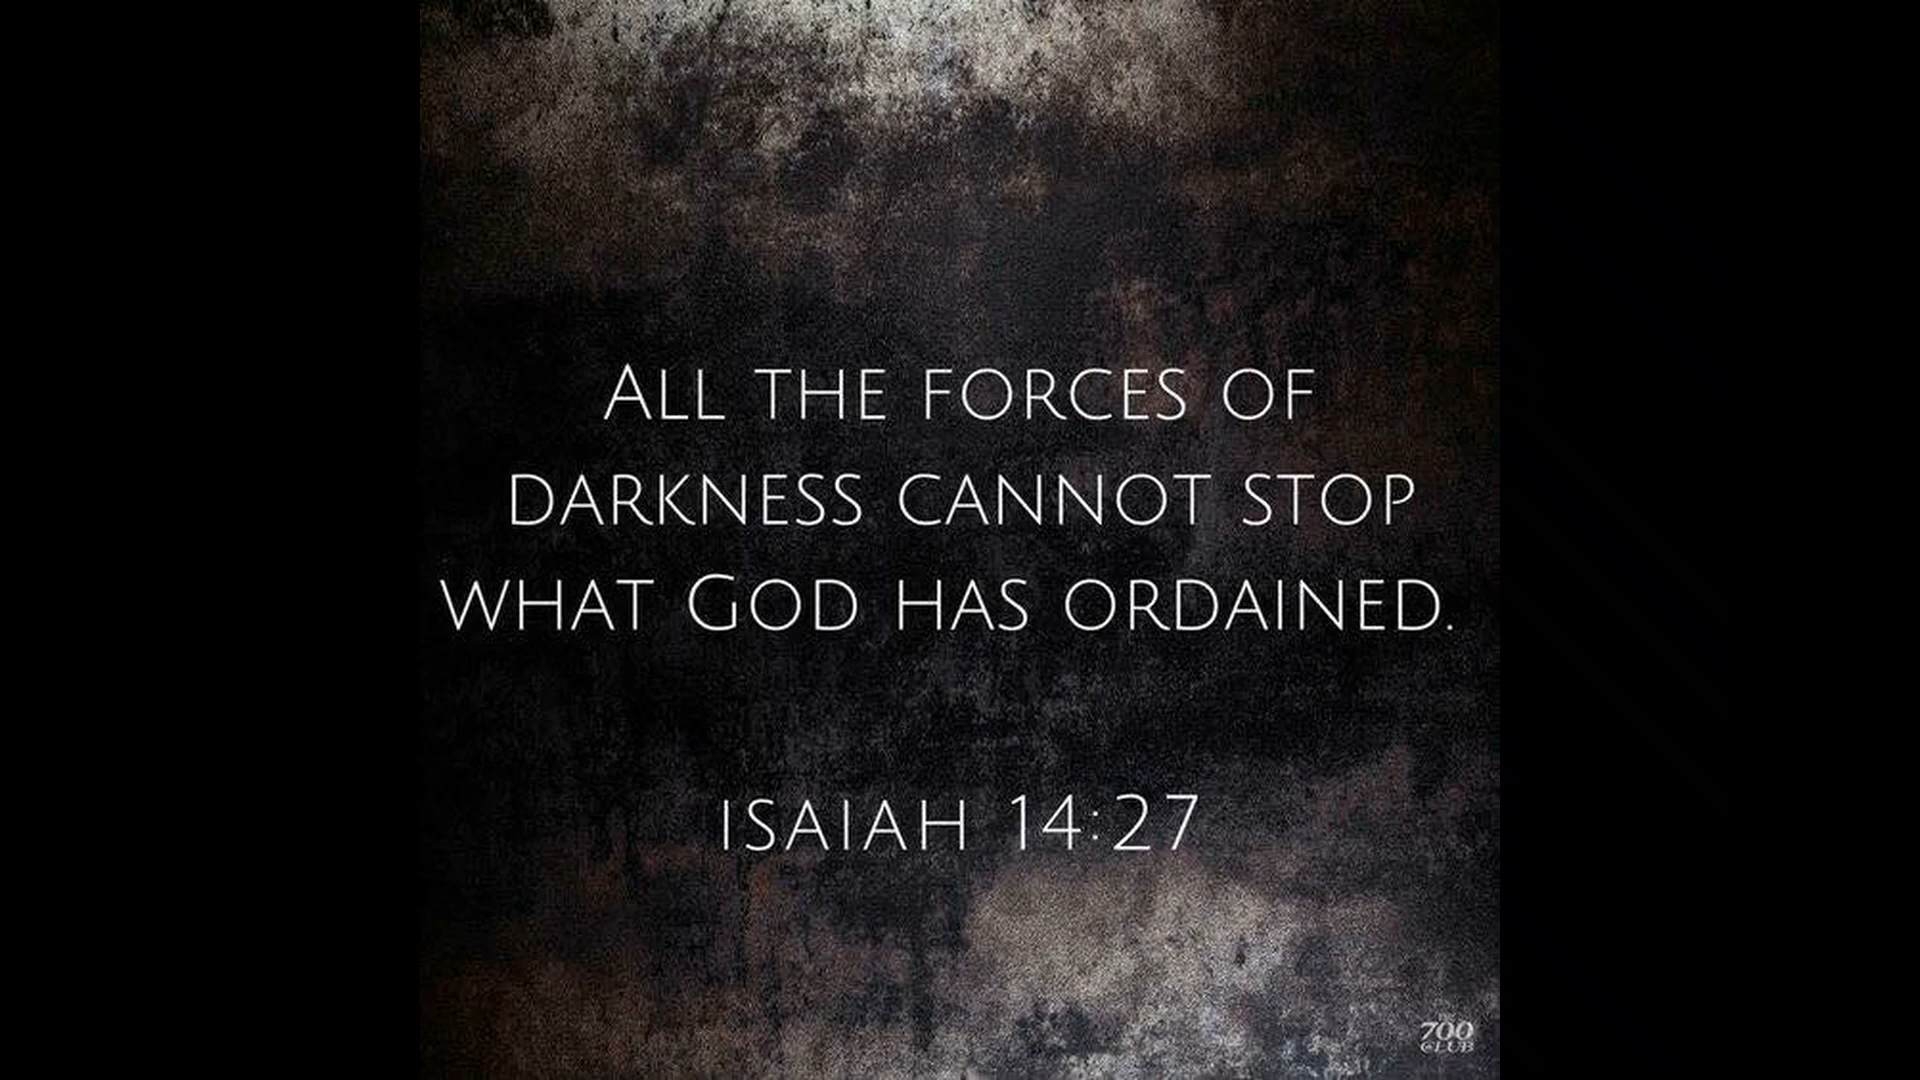 All the forces of
darkness cannot stop
what God has ordained.
Isaiah 14:27
700
CLUB